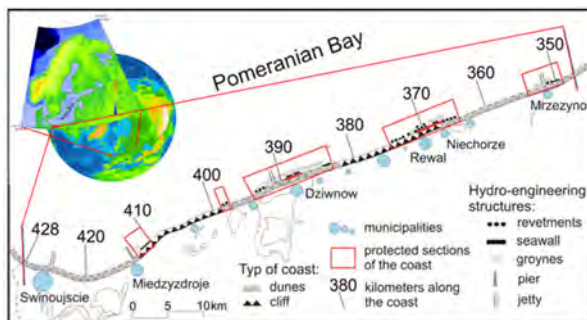 Pomeranian Bay
350
360
370
380
390
400
410
420
428
Mrzezyno
Niechorze
Rewal
Dziwnow
Miedzyzdroje
Swinoujscie
0 5 10km
Typ of coast:
dunes
cliff
municipalities
protected sections
of the coast
380 kilometers along
the coast
Hydro-engineering
structures:
revetments
seawall
groynes
pier
jetty